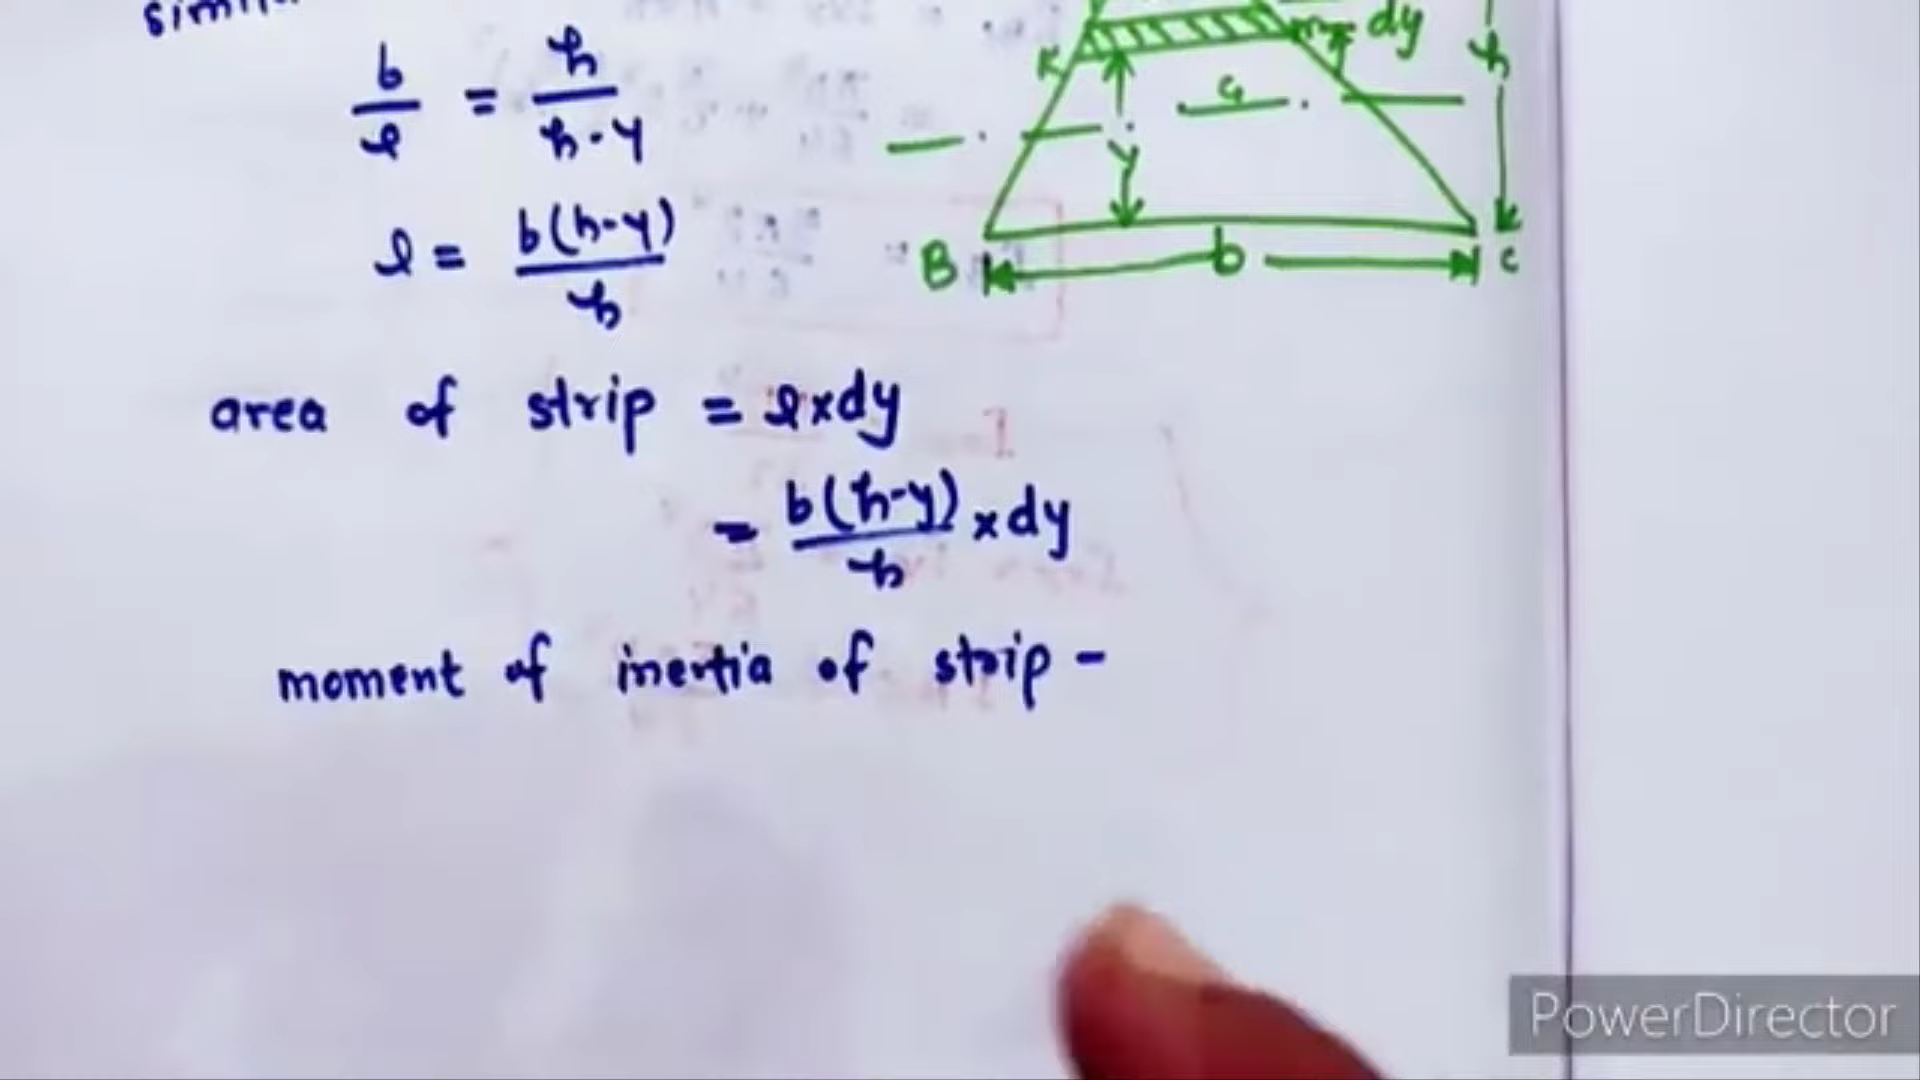 b/l = h/h-y
l = b(h-y)/h
area of strip = l x dy
= b(h-y)/h x dy
moment of inertia of strip -
dy
h
K
G
y
B b C
PowerDirector